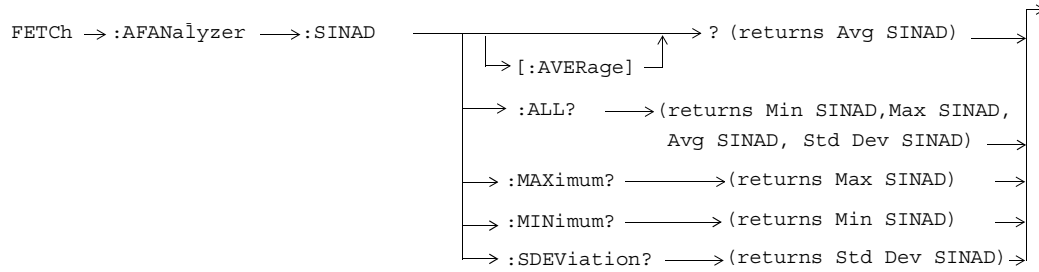 FETCh :AFANalyzer :SINAD ? (returns Avg SINAD)
[:AVERage]
:ALL? (returns Min SINAD,Max SINAD,
Avg SINAD, Std Dev SINAD)
:MAXimum? (returns Max SINAD)
:MINimum? (returns Min SINAD)
:SDEViation? (returns Std Dev SINAD)